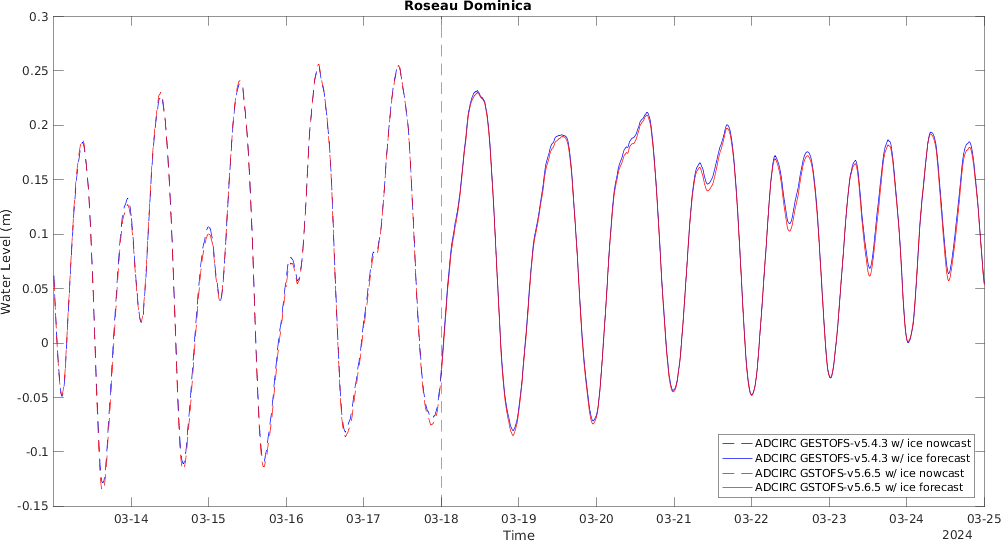 Roseau Dominica
0.3
0.25
0.2
0.15
0.1
0.05
0
-0.05
-0.1
-0.15
Water Level (m)
ADCIRC GESTOFS-v5.4.3 w/ ice nowcast
ADCIRC GESTOFS-v5.4.3 w/ ice forecast
ADCIRC GSTOFS-v5.6.5 w/ ice nowcast
ADCIRC GSTOFS-v5.6.5 w/ ice forecast
03-14 03-15 03-16 03-17 03-18 03-19 03-20 03-21 03-22 03-23 03-24 03-25
Time
2024